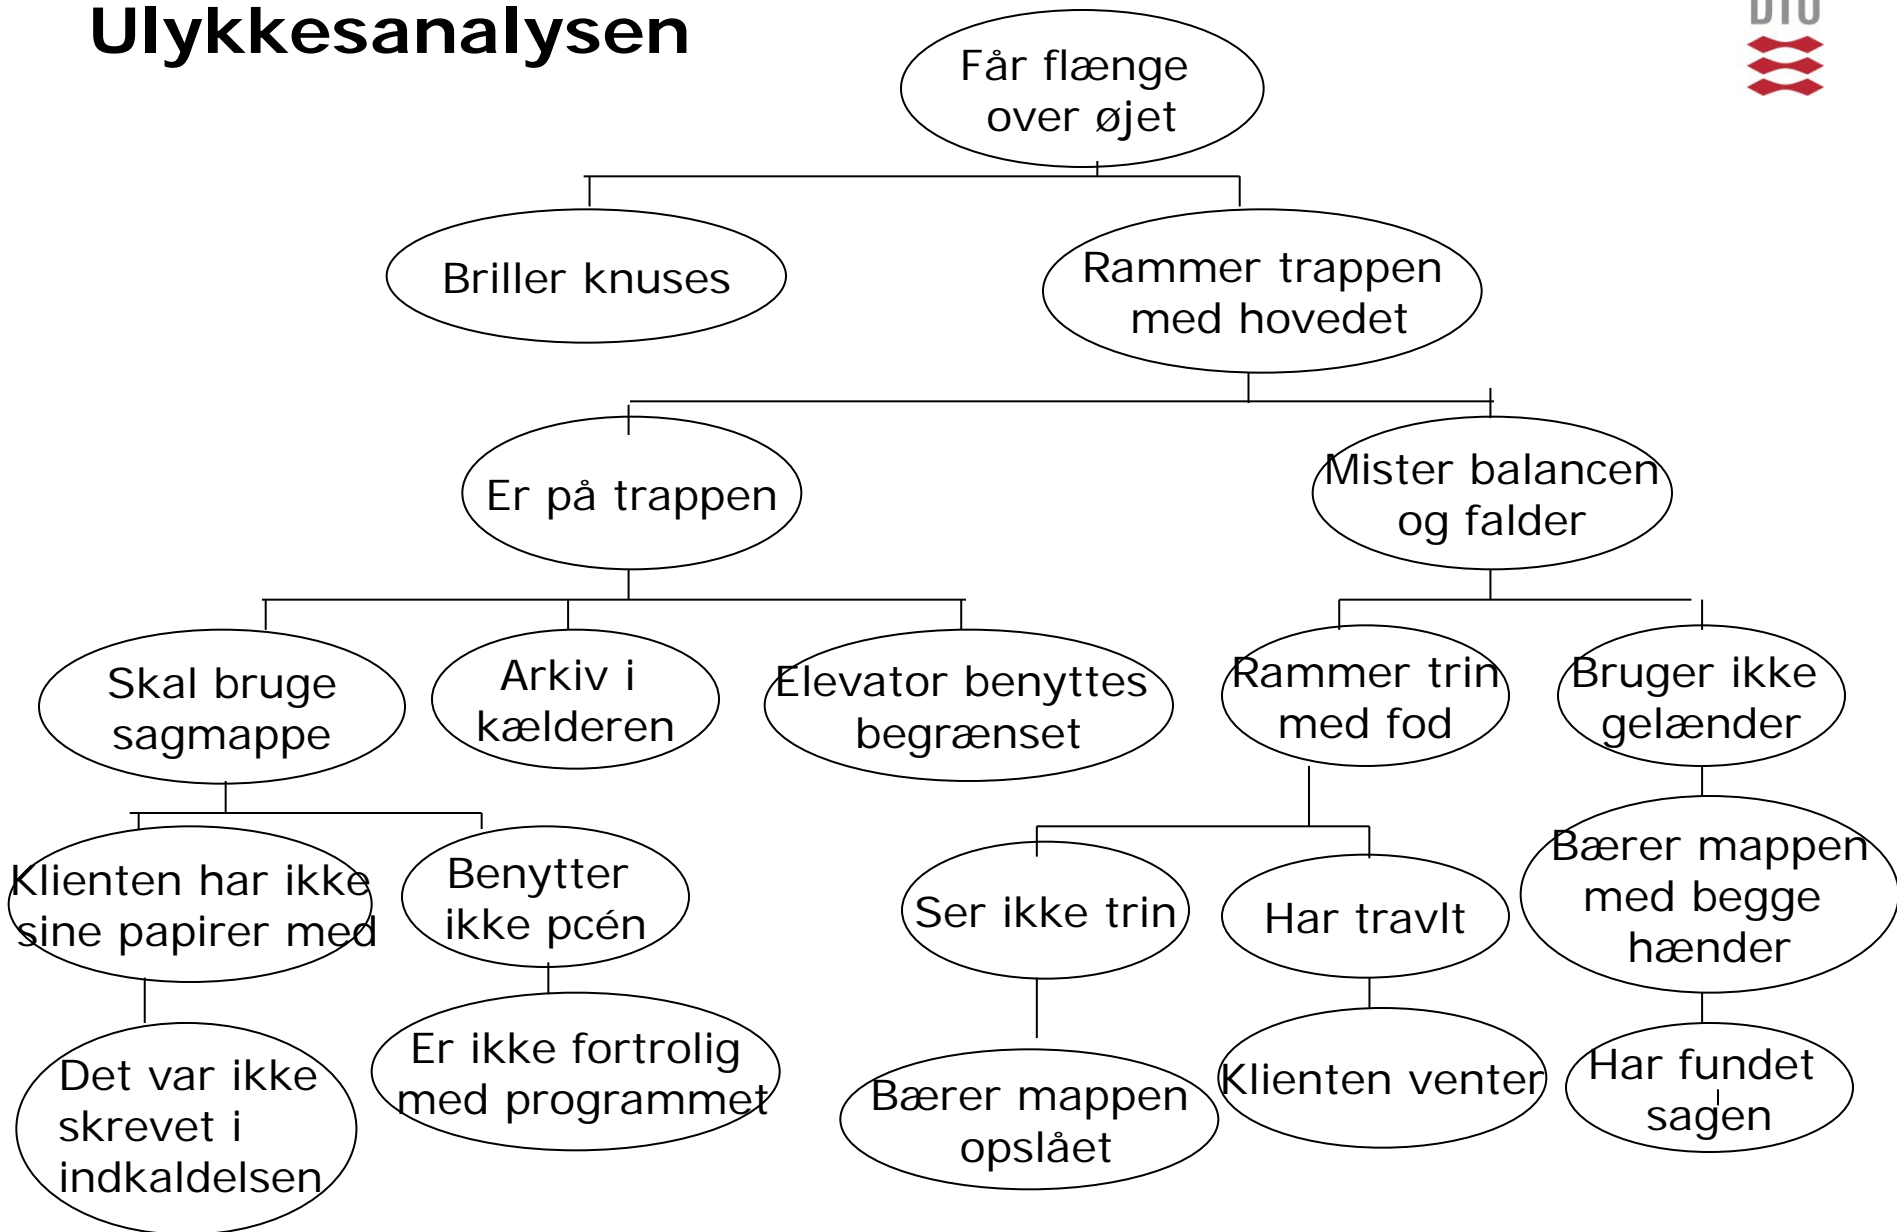 Ulykkesanalysen
DTU
Får flænge
over øjet
Briller knuses
Rammer trappen
med hovedet
Er på trappen
Mister balancen
og falder
Skal bruge
sagmappe
Arkiv i
kælderen
Elevator benyttes
begrænset
Rammer trin
med fod
Bruger ikke
gelænder
Klienten har ikke
sine papirer med
Benytter
ikke pcén
Ser ikke trin
Har travlt
Bærer mappen
med begge
hænder
Det var ikke
skrevet i
indkaldelsen
Er ikke fortrolig
med programmet
Bærer mappen
opslået
Klienten venter
Har fundet
sagen